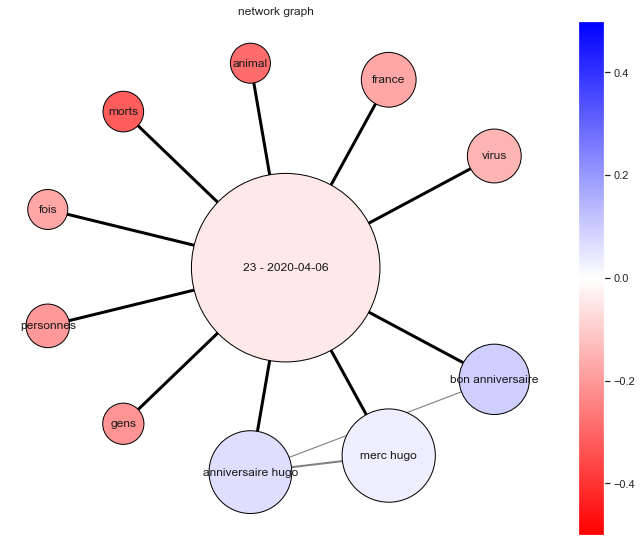 network graph
animal
france
morts
virus
fois
23 - 2020-04-06
personnes
bon anniversaire
gens
merc hugo
anniversaire hugo
0.4
0.2
0.0
−0.2
−0.4